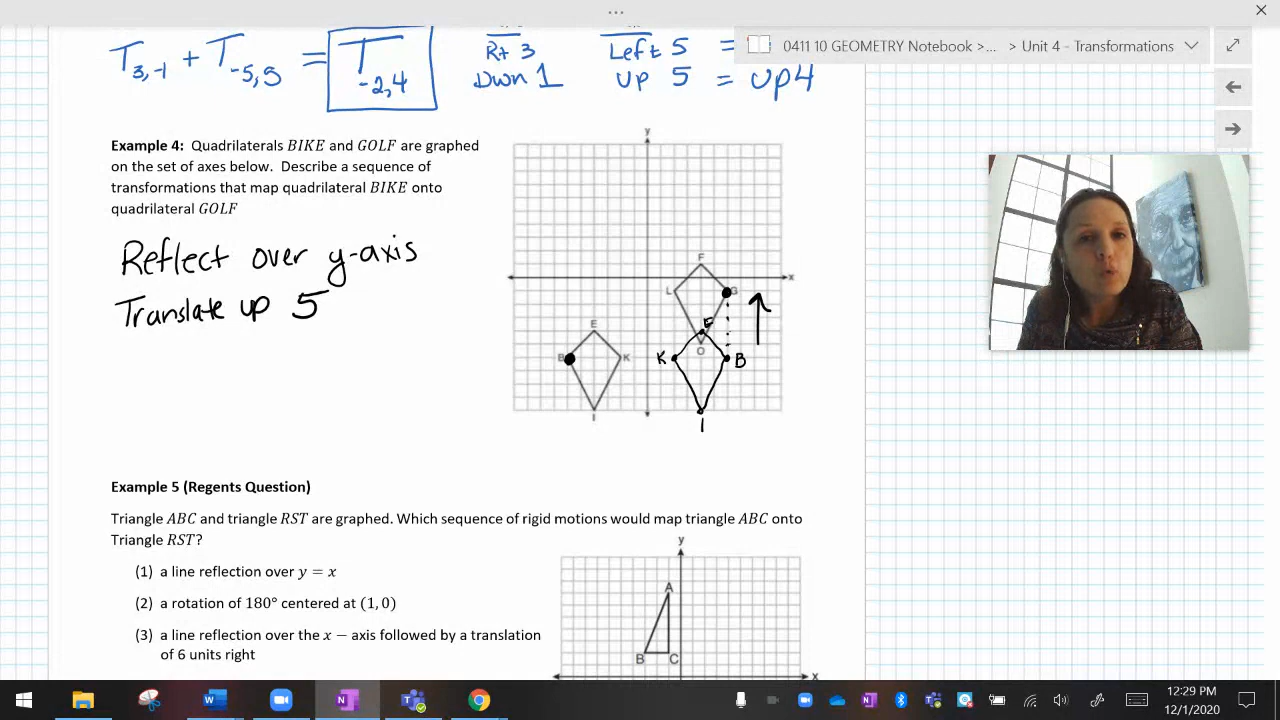 0411 10 GEOMETRY Notebook >... > Unit 4 - Transformations
T3,-1 + T-5,5 = T-2,4
Rt 3 Left 5 =
Dwn 1 up 5 = up 4
Example 4: Quadrilaterals BIKE and GOLF are graphed
on the set of axes below. Describe a sequence of
transformations that map quadrilateral BIKE onto
quadrilateral GOLF
Reflect over y-axis
Translate up 5
y
x
F
L
G
O
E
K
B
I
E
B
K
I
Example 5 (Regents Question)
Triangle ABC and triangle RST are graphed. Which sequence of rigid motions would map triangle ABC onto
Triangle RST?
(1) a line reflection over y = x
(2) a rotation of 180° centered at (1, 0)
(3) a line reflection over the x − axis followed by a translation
of 6 units right
y
A
B
C
x
12:29 PM
12/1/2020